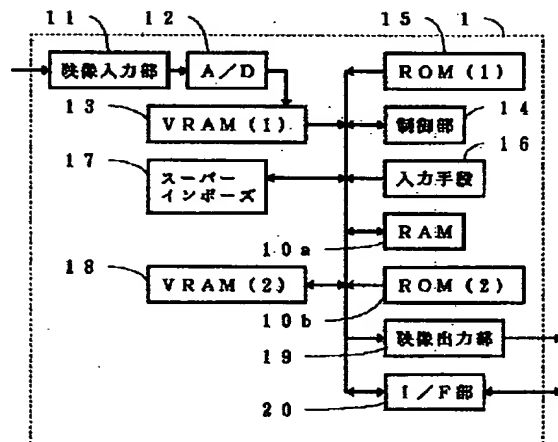 11
12
15
1
映像入力部
A/D
ROM(1)
13
14
VRAM(1)
制御部
17
16
スーパー
インポーズ
入力手段
RAM
18
10a
VRAM(2)
ROM(2)
10b
映像出力部
19
I/F部
20